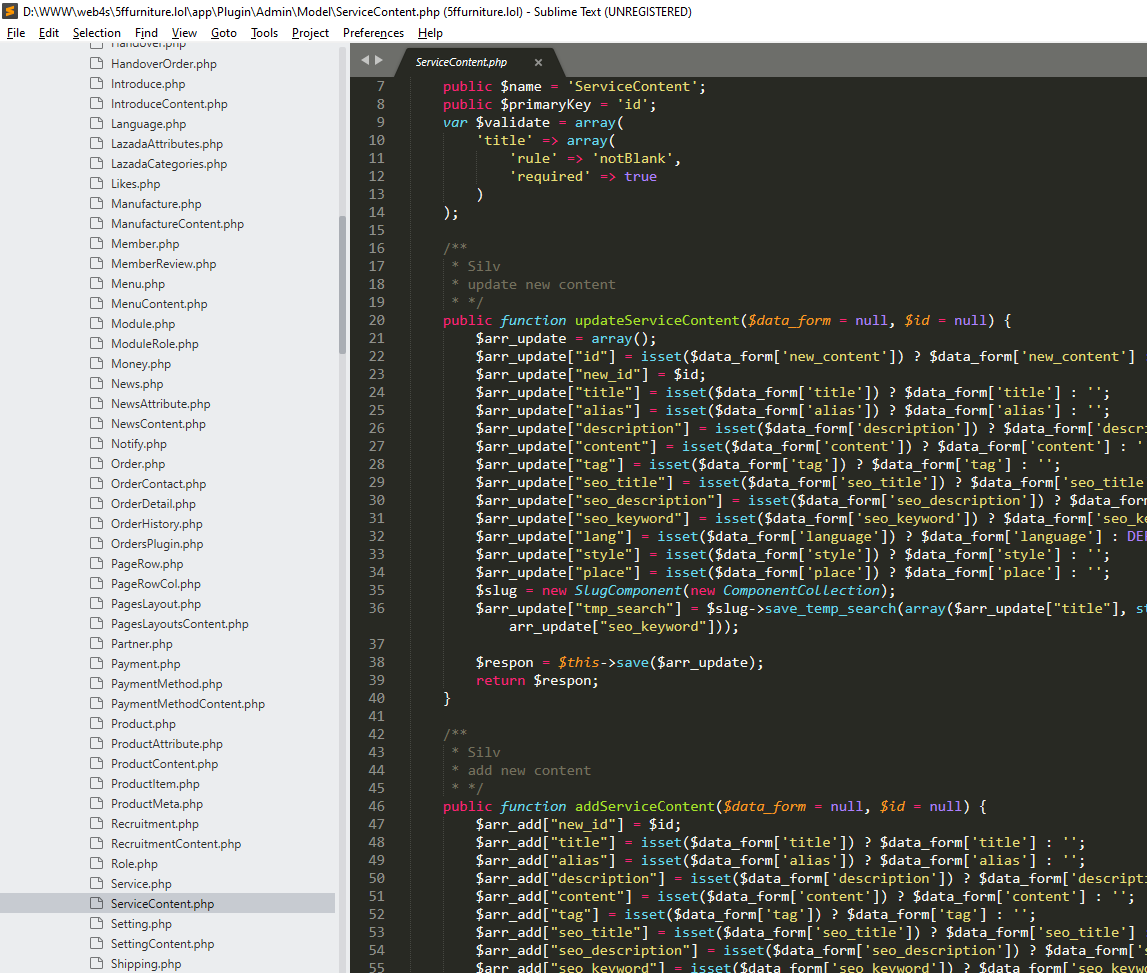 D:\WWW\web4s\5ffurniture.lol\app\Plugin\Admin\Model\ServiceContent.php (5ffurniture.lol) - Sublime Text (UNREGISTERED)
File Edit Selection Find View Goto Tools Project Preferences Help
Handover.php
HandoverOrder.php
Introduce.php
IntroduceContent.php
Language.php
LazadaAttributes.php
LazadaCategories.php
Likes.php
Manufacture.php
ManufactureContent.php
Member.php
MemberReview.php
Menu.php
MenuContent.php
Module.php
ModuleRole.php
Money.php
News.php
NewsAttribute.php
NewsContent.php
Notify.php
Order.php
OrderContact.php
OrderDetail.php
OrderHistory.php
OrdersPlugin.php
PageRow.php
PageRowCol.php
PagesLayout.php
PagesLayoutsContent.php
Partner.php
Payment.php
PaymentMethod.php
PaymentMethodContent.php
Product.php
ProductAttribute.php
ProductContent.php
ProductItem.php
ProductMeta.php
Recruitment.php
RecruitmentContent.php
Role.php
Service.php
ServiceContent.php
Setting.php
SettingContent.php
Shipping.php
ServiceContent.php ×
7 public $name = 'ServiceContent';
8 public $primaryKey = 'id';
9 var $validate = array(
10 'title' => array(
11 'rule' => 'notBlank',
12 'required' => true
13 )
14 );
15
16 /**
17 * Silv
18 * update new content
19 * */
20 public function updateServiceContent($data_form = null, $id = null) {
21 $arr_update = array();
22 $arr_update["id"] = isset($data_form['new_content']) ? $data_form['new_content']
23 $arr_update["new_id"] = $id;
24 $arr_update["title"] = isset($data_form['title']) ? $data_form['title'] : '';
25 $arr_update["alias"] = isset($data_form['alias']) ? $data_form['alias'] : '';
26 $arr_update["description"] = isset($data_form['description']) ? $data_form['descri
27 $arr_update["content"] = isset($data_form['content']) ? $data_form['content'] : '
28 $arr_update["tag"] = isset($data_form['tag']) ? $data_form['tag'] : '';
29 $arr_update["seo_title"] = isset($data_form['seo_title']) ? $data_form['seo_title
30 $arr_update["seo_description"] = isset($data_form['seo_description']) ? $data_form
31 $arr_update["seo_keyword"] = isset($data_form['seo_keyword']) ? $data_form['seo_ke
32 $arr_update["lang"] = isset($data_form['language']) ? $data_form['language'] : DEF
33 $arr_update["style"] = isset($data_form['style']) ? $data_form['style'] : '';
34 $arr_update["place"] = isset($data_form['place']) ? $data_form['place'] : '';
35 $slug = new SlugComponent(new ComponentCollection);
36 $arr_update["tmp_search"] = $slug->save_temp_search(array($arr_update["title"], st
arr_update["seo_keyword"]));
37
38 $respon = $this->save($arr_update);
39 return $respon;
40 }
41
42 /**
43 * Silv
44 * add new content
45 * */
46 public function addServiceContent($data_form = null, $id = null) {
47 $arr_add["new_id"] = $id;
48 $arr_add["title"] = isset($data_form['title']) ? $data_form['title'] : '';
49 $arr_add["alias"] = isset($data_form['alias']) ? $data_form['alias'] : '';
50 $arr_add["description"] = isset($data_form['description']) ? $data_form['descripti
51 $arr_add["content"] = isset($data_form['content']) ? $data_form['content'] : '';
52 $arr_add["tag"] = isset($data_form['tag']) ? $data_form['tag'] : '';
53 $arr_add["seo_title"] = isset($data_form['seo_title']) ? $data_form['seo_title']
54 $arr_add["seo_description"] = isset($data_form['seo_description']) ? $data_form['s
55 $arr_add["seo_keyword"] = isset($data_form['seo_keyword']) ? $data_form['seo_keyw